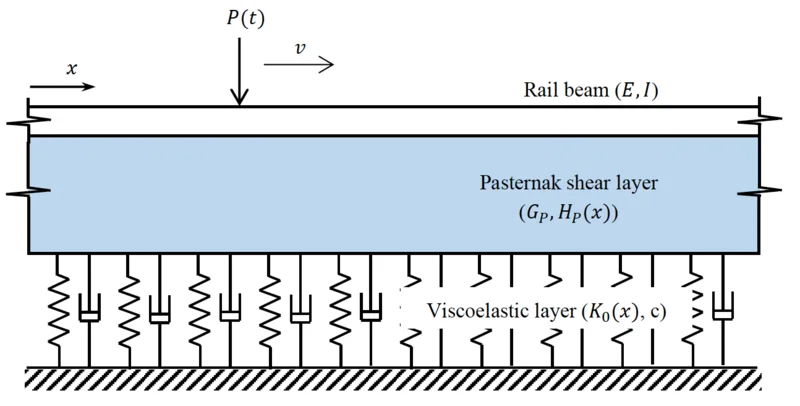 P(t)
v
x
Rail beam (E, I)
Pasternak shear layer
(G_P, H_P(x))
Viscoelastic layer (K_0(x), c)